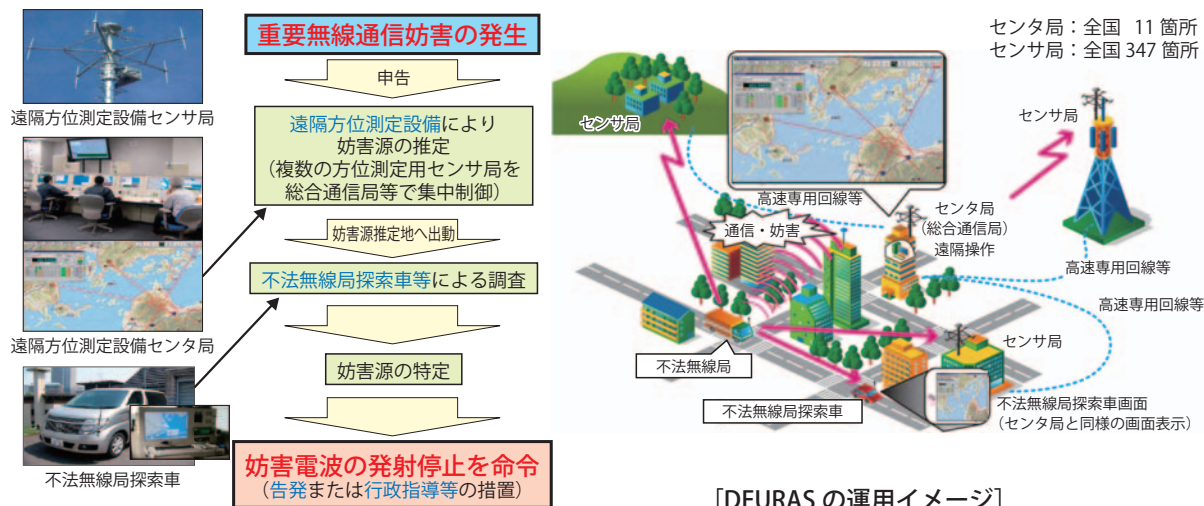 遠隔方位測定設備センサ局
遠隔方位測定設備センタ局
不法無線局探索車
重要無線通信妨害の発生
申告
遠隔方位測定設備により
妨害源の推定
(複数の方位測定用センサ局を
総合通信局等で集中制御)
妨害源推定地へ出動
不法無線局探索車等による調査
妨害源の特定
妨害電波の発射停止を命令
(告発または行政指導等の措置)
センタ局:全国 11 箇所
センサ局:全国 347 箇所
センサ局
センサ局
高速専用回線等
センタ局
(総合通信局)
遠隔操作
通信・妨害
高速専用回線等
高速専用回線等
センサ局
不法無線局
不法無線局探索車
不法無線局探索車画面
(センタ局と同様の画面表示)
[DEURAS の運用イメージ]